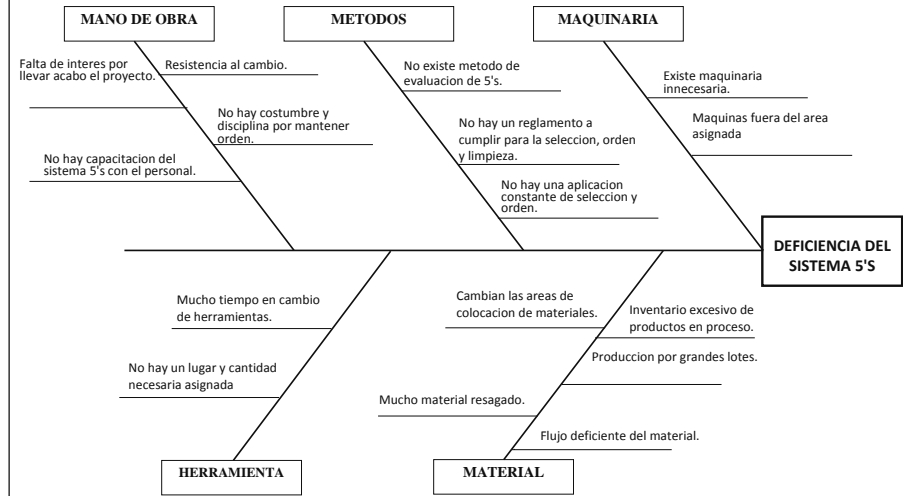 MANO DE OBRA
METODOS
MAQUINARIA
Falta de interes por
llevar acabo el proyecto.
Resistencia al cambio.
No hay costumbre y
disciplina por mantener
orden.
No hay capacitacion del
sistema 5's con el personal.
No existe metodo de
evaluacion de 5's.
No hay un reglamento a
cumplir para la seleccion, orden
y limpieza.
No hay una aplicacion
constante de seleccion y
orden.
Existe maquinaria
innecesaria.
Maquinas fuera del area
asignada
DEFICIENCIA DEL
SISTEMA 5'S
Mucho tiempo en cambio
de herramientas.
No hay un lugar y cantidad
necesaria asignada
Cambian las areas de
colocacion de materiales.
Inventario excesivo de
productos en proceso.
Produccion por grandes lotes.
Mucho material resagado.
Flujo deficiente del material.
HERRAMIENTA
MATERIAL